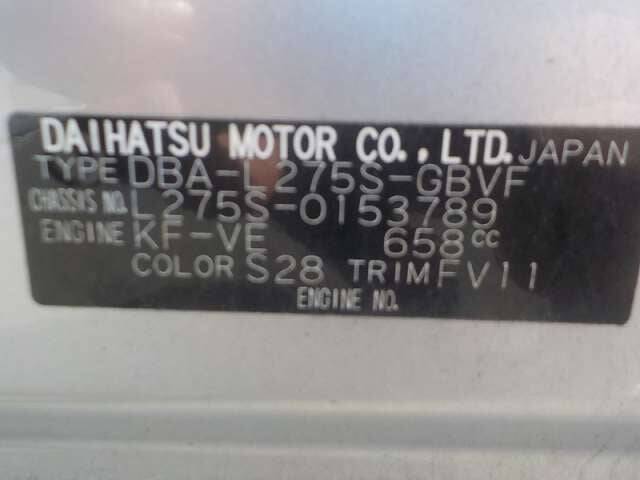 DAIHATSU MOTOR CO.,LTD. JAPAN
TYPE DBA-L275S-GBVF
CHASSIS NO. L275S-0153789
ENGINE KF-VE 658cc
COLOR S28 TRIM FV11
ENGINE NO.